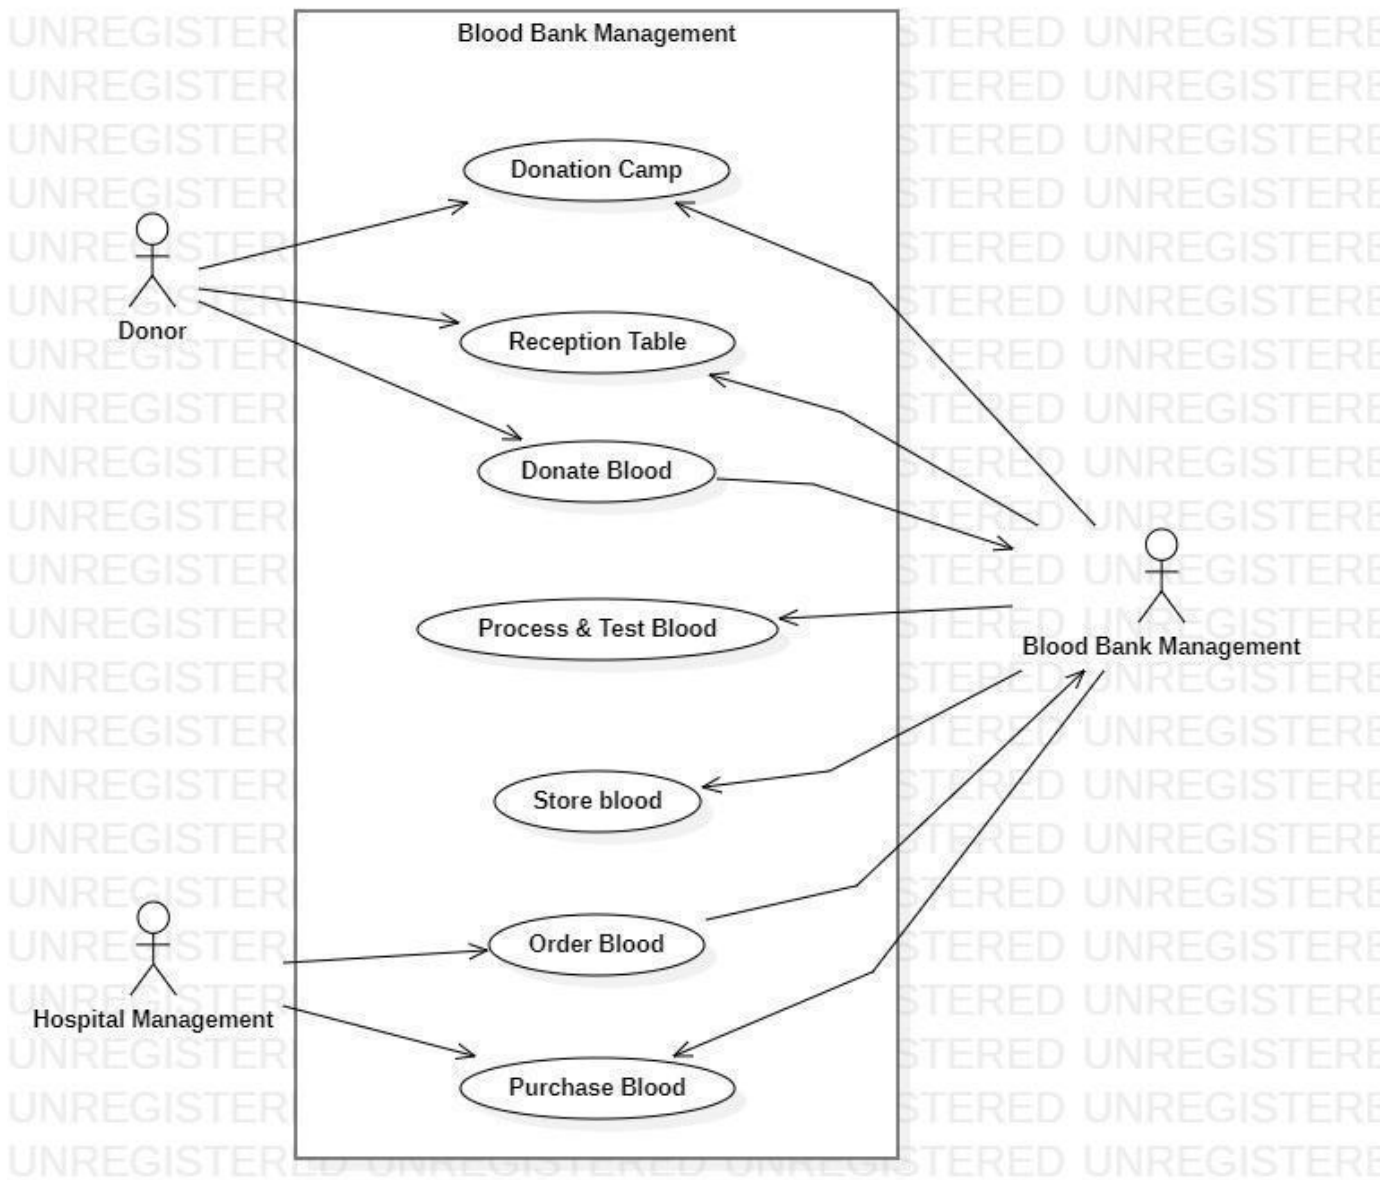 Blood Bank Management
Donation Camp
Donor
Reception Table
Donate Blood
Process & Test Blood
Blood Bank Management
Store blood
Order Blood
Hospital Management
Purchase Blood
UNREGISTERED